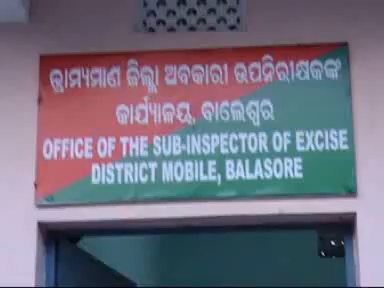 ଭ୍ରାମ୍ୟମାଣ ଜିଲ୍ଲା ଅବକାରୀ ଉପନିରୀକ୍ଷକଙ୍କ
କାର୍ଯ୍ୟାଳୟ, ବାଲେଶ୍ୱର
OFFICE OF THE SUB-INSPECTOR OF EXCISE
DISTRICT MOBILE, BALASORE